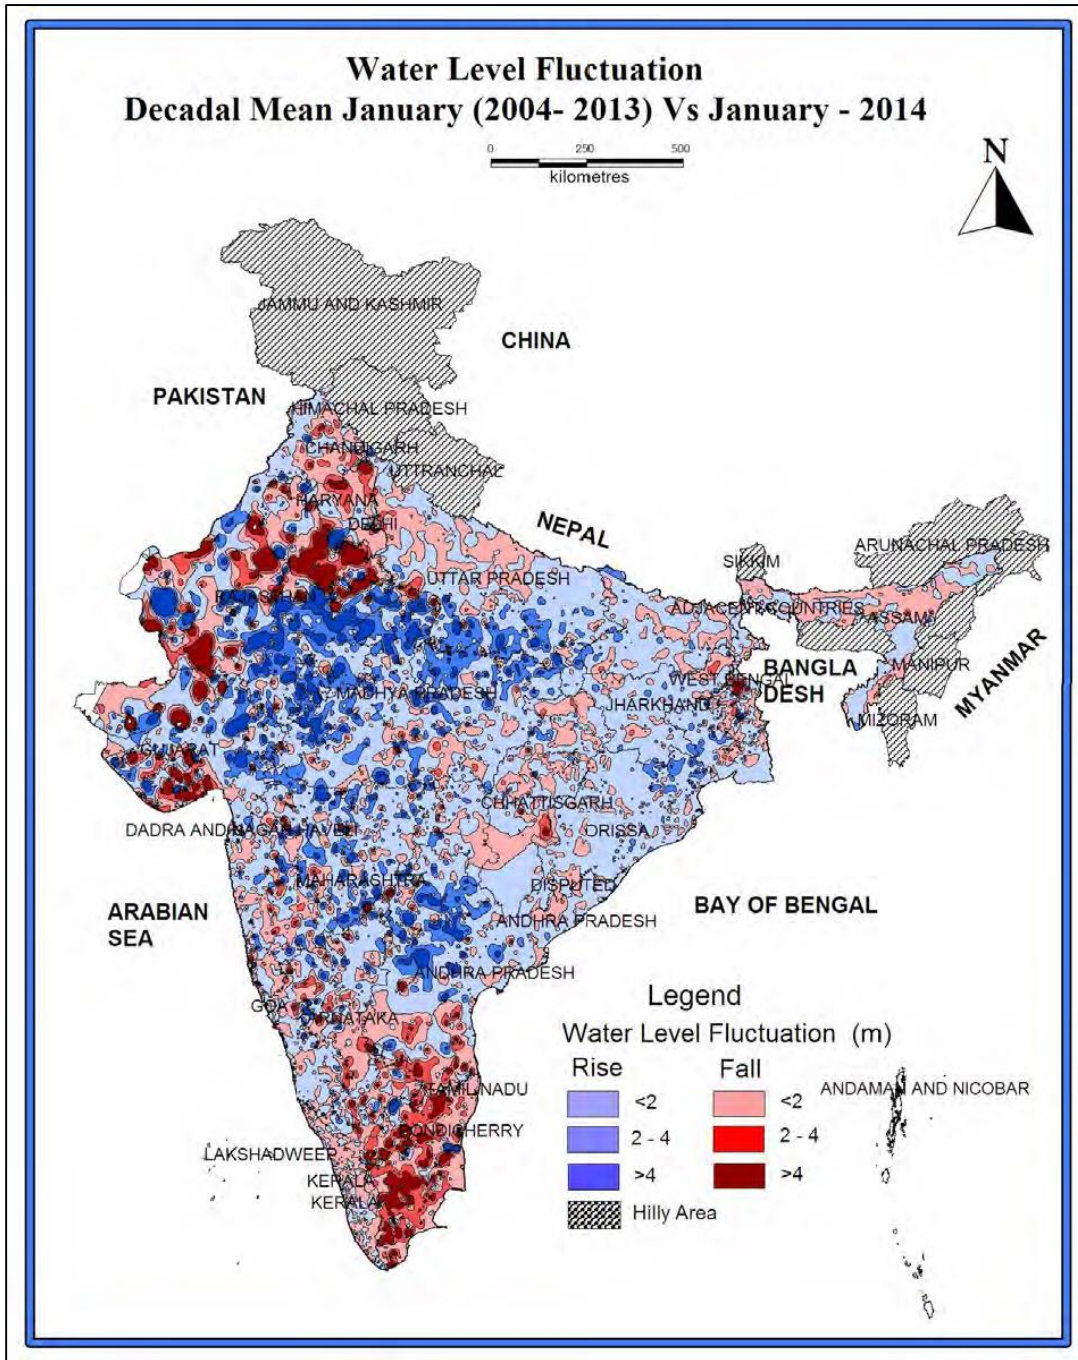 Water Level Fluctuation
Decadal Mean January (2004- 2013) Vs January - 2014
0 250 500
kilometres
N
JAMMU AND KASHMIR
CHINA
PAKISTAN
HIMACHAL PRADESH
CHANDIGARH
UTTRANCHAL
HARYANA
DELHI
NEPAL
ARUNACHAL PRADESH
SIKKIM
UTTAR PRADESH
RAJASTHAN
ADJACENT COUNTRIES
ASSAM
BANGLA
DESH
MANIPUR
MYANMAR
WEST BENGAL
MADHYA PRADESH
JHARKHAND
MIZORAM
GUJARAT
CHHATTISGARH
DADRA AND NAGAR HAVELI
ORISSA
MAHARASHTRA
DISPUTED
ARABIAN
SEA
BAY OF BENGAL
ANDHRA PRADESH
ANDHRA PRADESH
GOA
KARNATAKA
Legend
Water Level Fluctuation (m)
Rise Fall
<2 <2
2 - 4 2 - 4
>4 >4
Hilly Area
TAMIL NADU
ANDAMAN AND NICOBAR
PONDICHERRY
LAKSHADWEEP
KERALA
KERALA